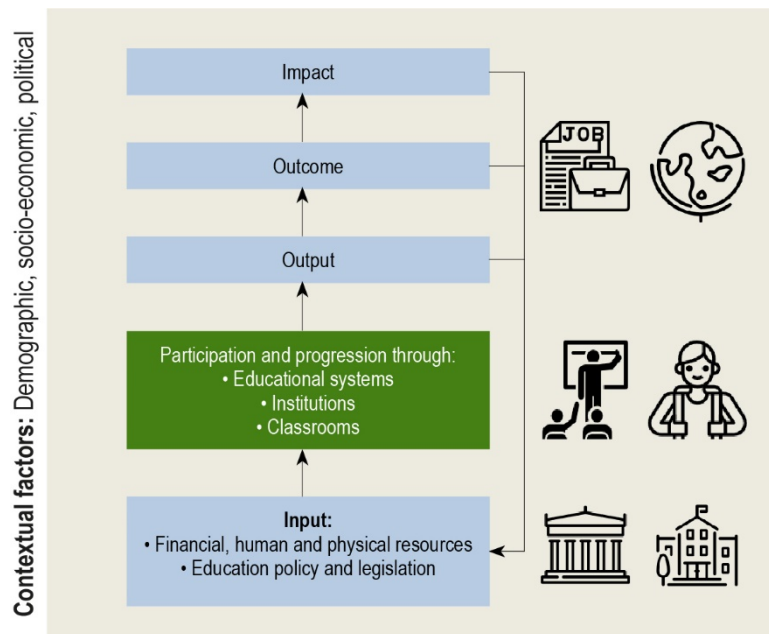 Contextual factors: Demographic, socio-economic, political
Impact
Outcome
Output
Participation and progression through:
• Educational systems
• Institutions
• Classrooms
Input:
• Financial, human and physical resources
• Education policy and legislation
JOB